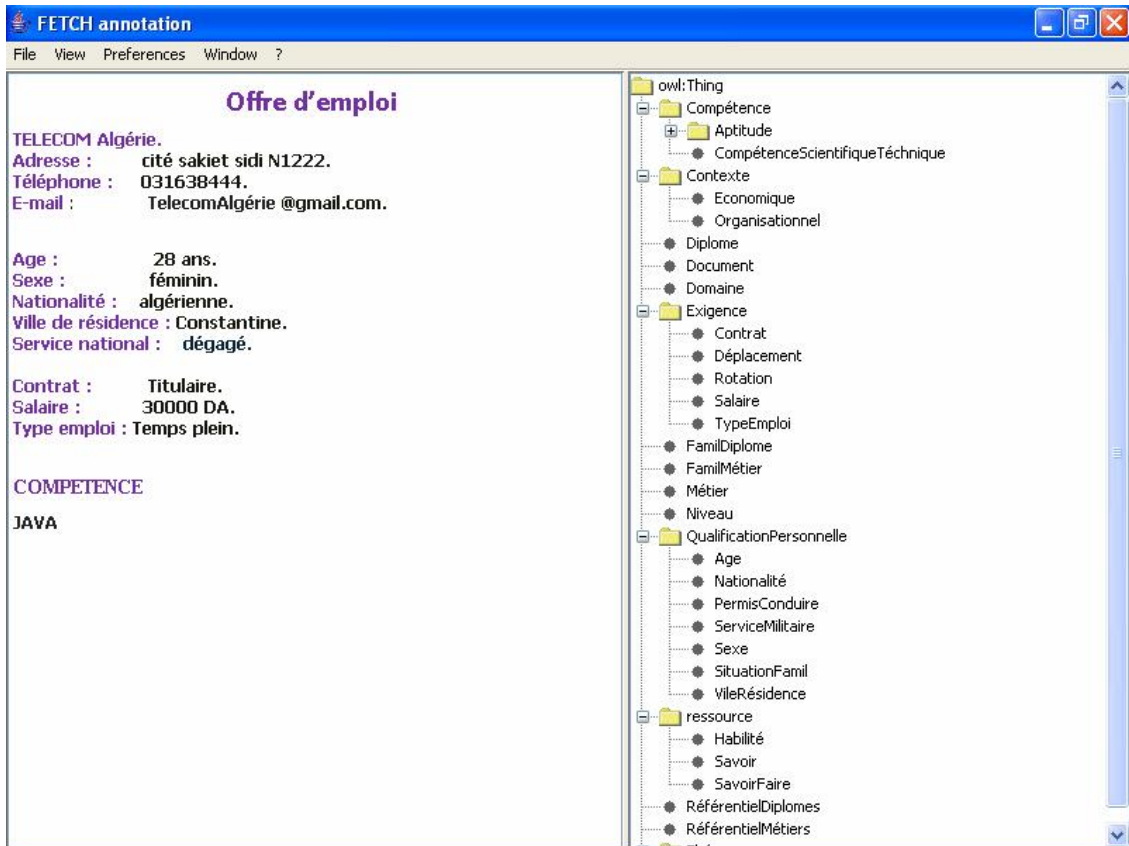 FETCH annotation
File View Preferences Window ?
Offre d'emploi
TELECOM Algérie.
Adresse : cité sakiet sidi N1222.
Téléphone : 031638444.
E-mail : TelecomAlgérie @gmail.com.
Age : 28 ans.
Sexe : féminin.
Nationalité : algérienne.
Ville de résidence : Constantine.
Service national : dégagé.
Contrat : Titulaire.
Salaire : 30000 DA.
Type emploi : Temps plein.
COMPETENCE
JAVA
owl:Thing
Compétence
Aptitude
CompétenceScientifiqueTéchnique
Contexte
Economique
Organisationnel
Diplome
Document
Domaine
Exigence
Contrat
Déplacement
Rotation
Salaire
TypeEmploi
FamilDiplome
FamilMétier
Métier
Niveau
QualificationPersonnelle
Age
Nationalité
PermisConduire
ServiceMilitaire
Sexe
SituationFamil
VileRésidence
ressource
Habilité
Savoir
SavoirFaire
RéférentielDiplomes
RéférentielMétiers